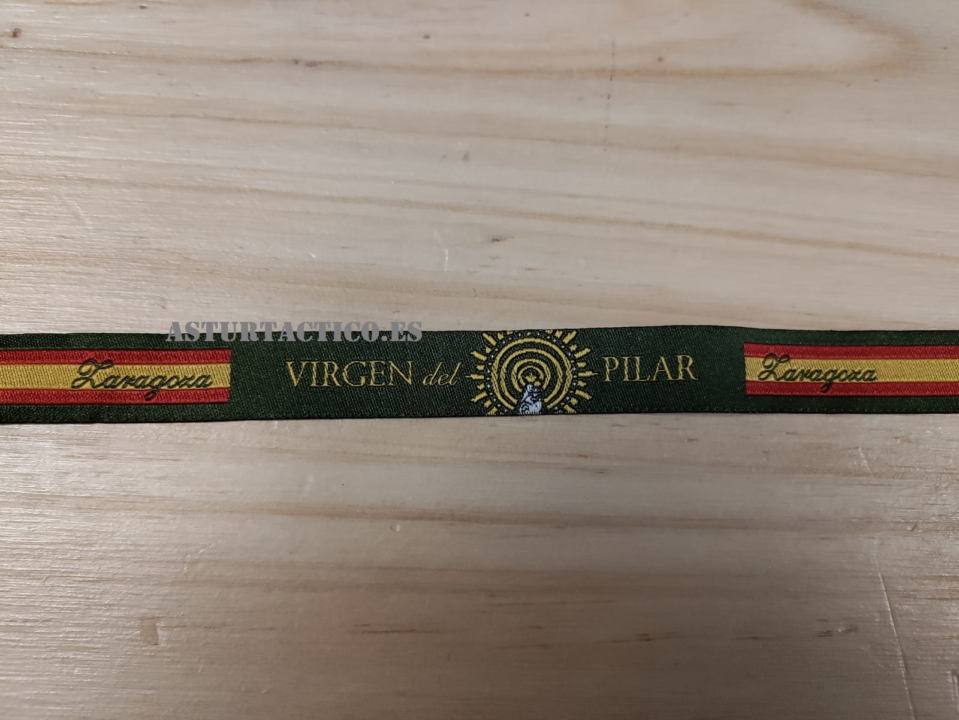 ASTURTACTICO.ES
Zaragoza VIRGEN del PILAR Zaragoza